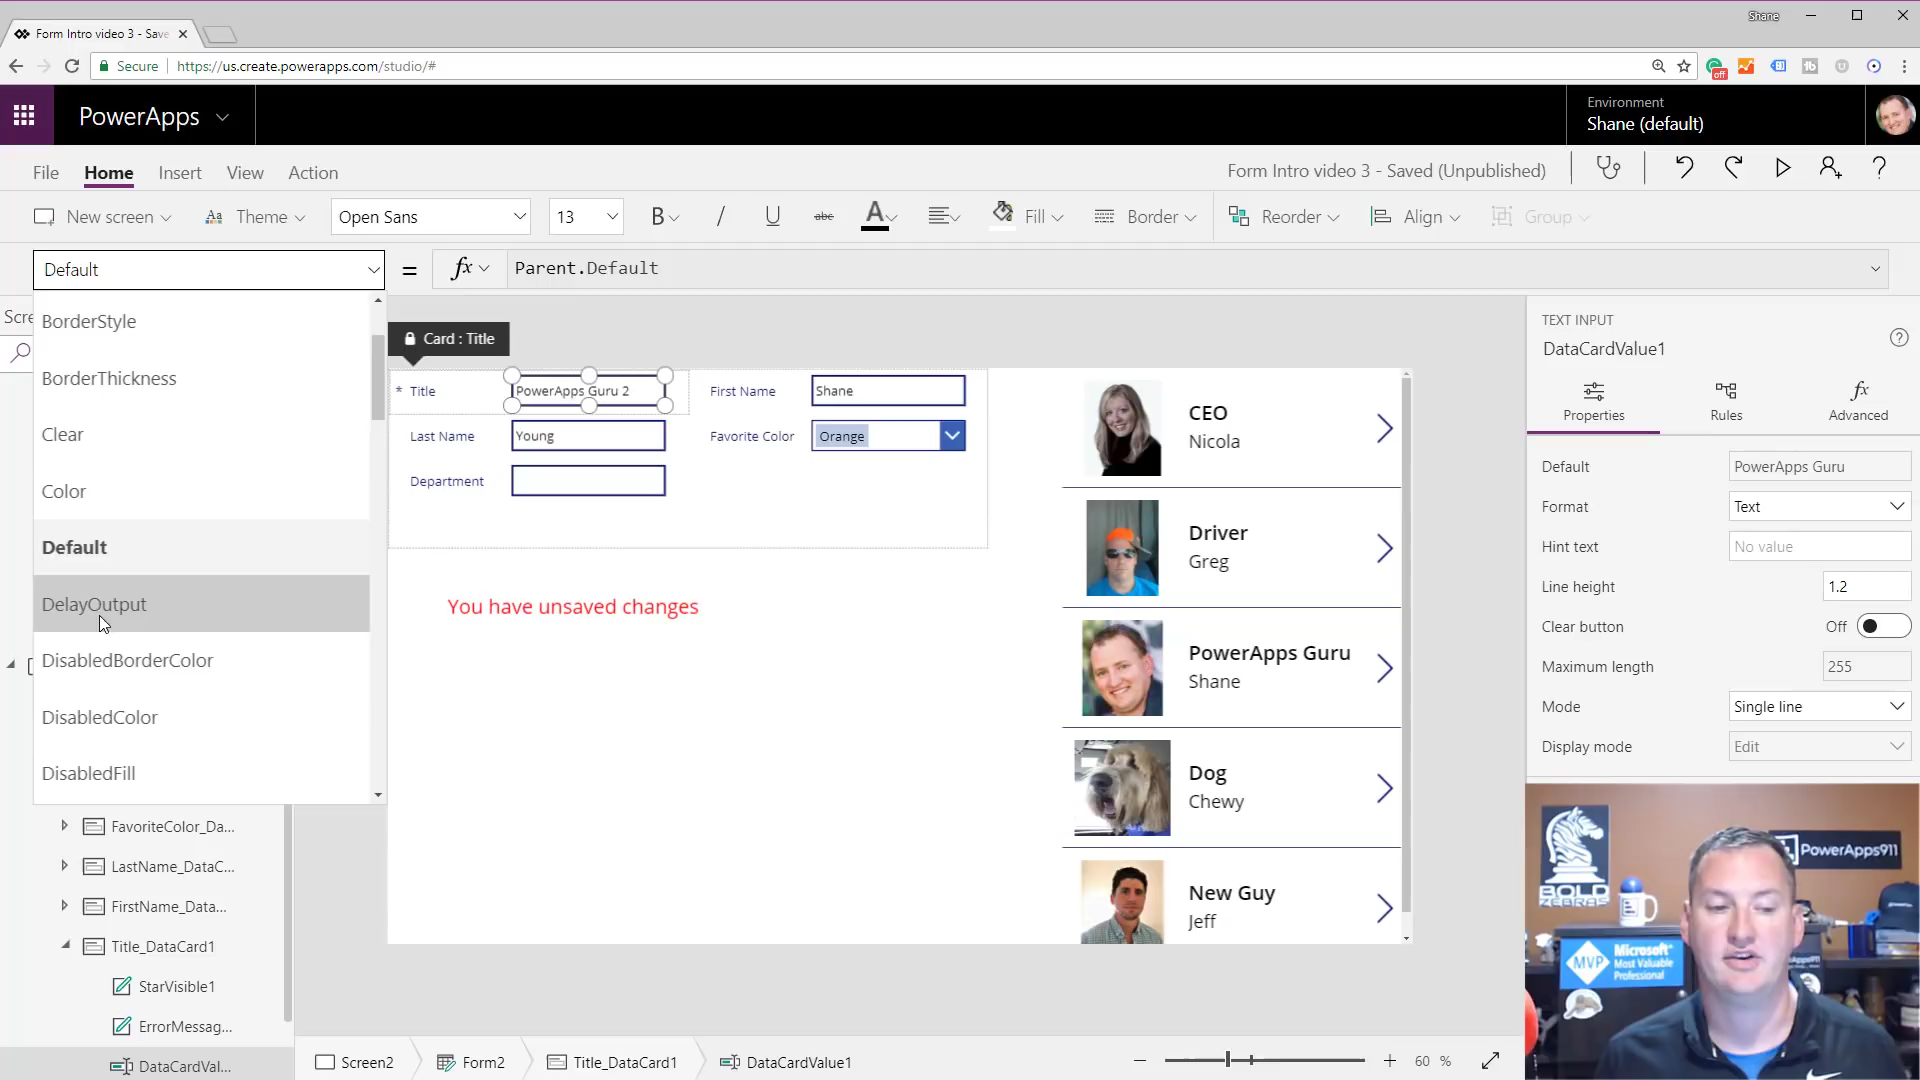 Shane
Form Intro video 3 - Save
Secure
https://us.create.powerapps.com/studio/#
off
PowerApps
Environment
Shane (default)
File
Home
Insert
View
Action
Form Intro video 3 - Saved (Unpublished)
New screen
Theme
Open Sans
13
B
abc
Fill
Border
Reorder
Align
Group
Default
=
fx
Parent.Default
Scre
BorderStyle
BorderThickness
Clear
Color
Default
DelayOutput
DisabledBorderColor
DisabledColor
DisabledFill
FavoriteColor_Da...
LastName_DataC...
FirstName_Data...
Title_DataCard1
StarVisible1
ErrorMessag...
DataCardVal...
Card : Title
* Title
PowerApps Guru 2
First Name
Shane
Last Name
Young
Favorite Color
Orange
Department
You have unsaved changes
CEO
Nicola
Driver
Greg
PowerApps Guru
Shane
Dog
Chewy
New Guy
Jeff
TEXT INPUT
DataCardValue1
Properties
Rules
Advanced
Default
PowerApps Guru
Format
Text
Hint text
No value
Line height
1.2
Clear button
Off
Maximum length
255
Mode
Single line
Display mode
Edit
BOLD
ZEBRAS
PowerApps911
MVP
Microsoft
Most Valuable
Professional
Screen2
Form2
Title_DataCard1
DataCardValue1
60 %